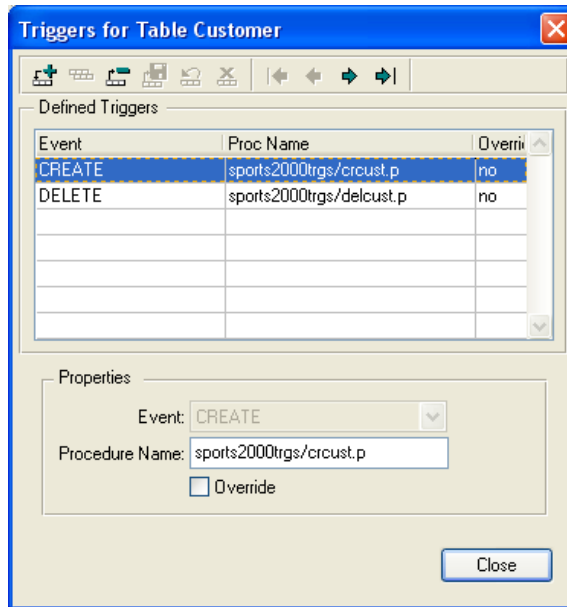 Triggers for Table Customer
Defined Triggers
Event Proc Name Overri
CREATE sports2000trgs/crcust.p no
DELETE sports2000trgs/delcust.p no
Properties
Event: CREATE
Procedure Name: sports2000trgs/crcust.p
Override
Close